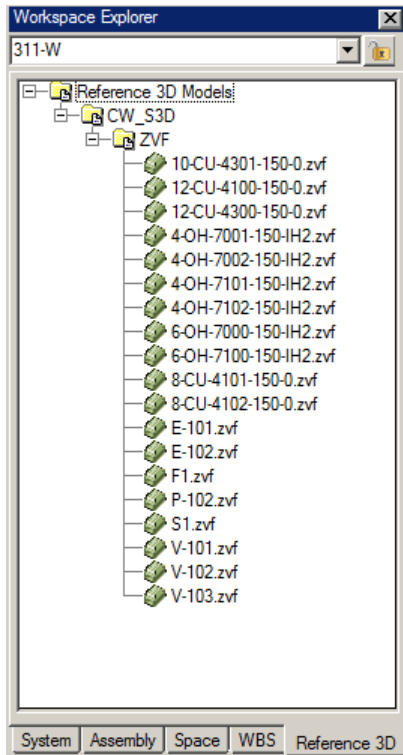 Workspace Explorer
311-W
Reference 3D Models
CW_S3D
ZVF
10-CU-4301-150-0.zvf
12-CU-4100-150-0.zvf
12-CU-4300-150-0.zvf
4-OH-7001-150-IH2.zvf
4-OH-7002-150-IH2.zvf
4-OH-7101-150-IH2.zvf
4-OH-7102-150-IH2.zvf
6-OH-7000-150-IH2.zvf
6-OH-7100-150-IH2.zvf
8-CU-4101-150-0.zvf
8-CU-4102-150-0.zvf
E-101.zvf
E-102.zvf
F1.zvf
P-102.zvf
S1.zvf
V-101.zvf
V-102.zvf
V-103.zvf
System Assembly Space WBS Reference 3D